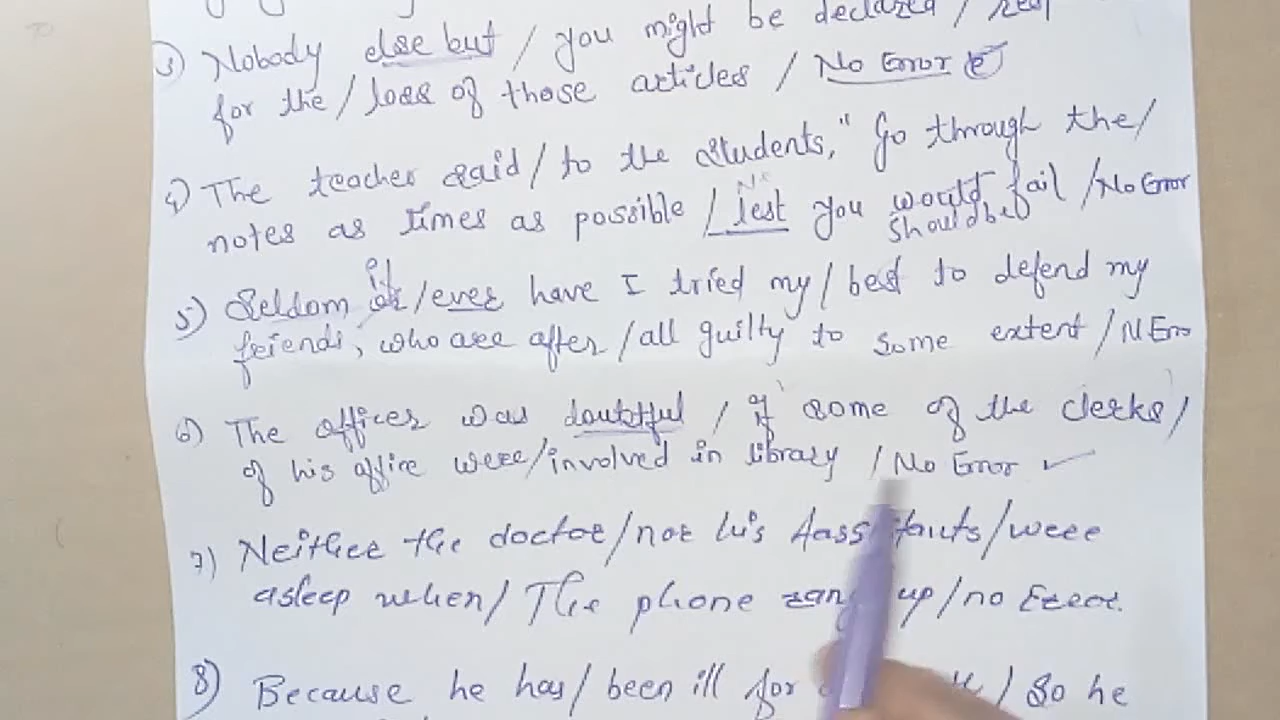 3) Nobody else but / you might be declared /
for the / loss of those articles / No Error e
4) The teacher said / to the students, " Go through the /
notes as times as possible / lest you would fail / No Error
should be
if
5) Seldom or / ever have I tried my / best to defend my
friends, who are after / all guilty to some extent / N Erro
6) The officer was doubtful / if some of the clerks /
of his office were / involved in library / No Error ✓
7) Neither the doctor / nor his Assistants / were
asleep when / The phone rang up / no Error.
8) Because he has / been ill for / So he